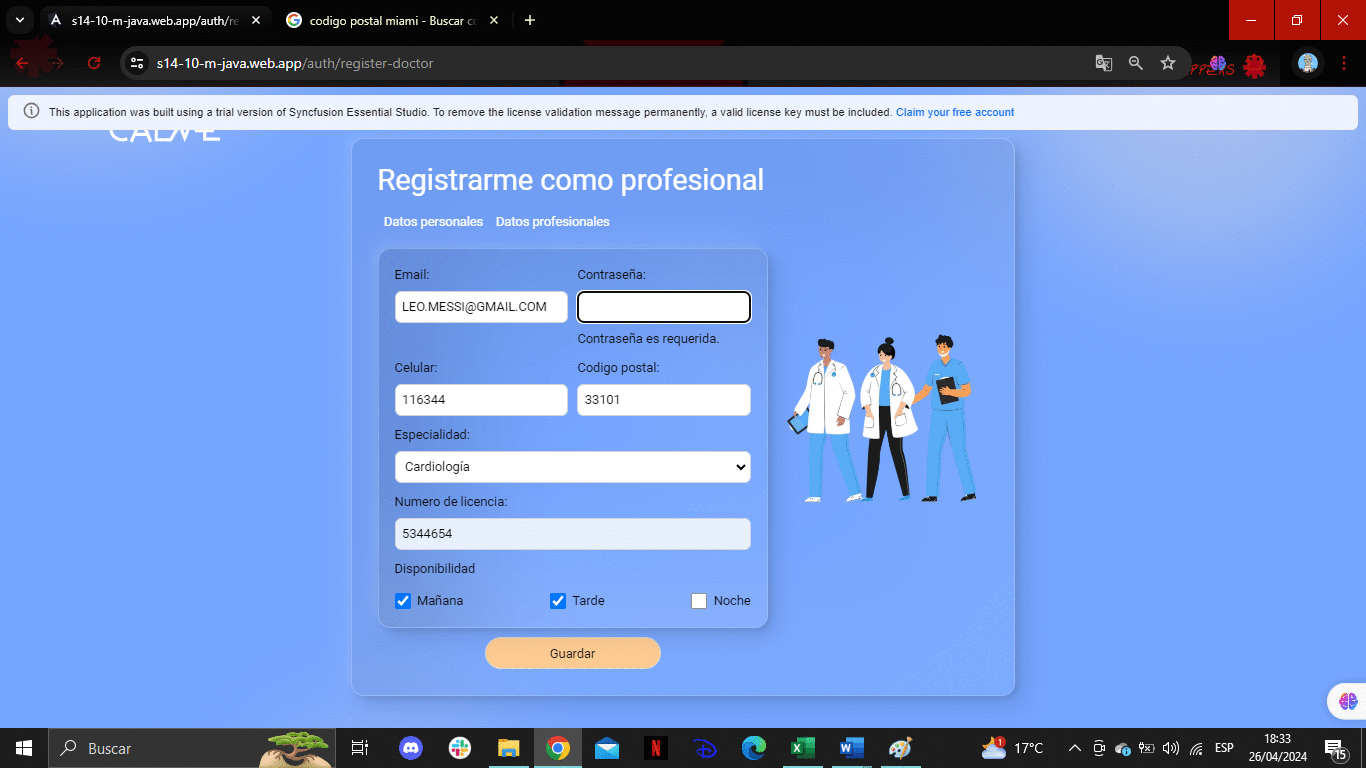 s14-10-m-java.web.app/auth/re
codigo postal miami - Buscar co
s14-10-m-java.web.app/auth/register-doctor
This application was built using a trial version of Syncfusion Essential Studio. To remove the license validation message permanently, a valid license key must be included. Claim your free account
Registrarme como profesional
Datos personales Datos profesionales
Email: Contraseña:
LEO.MESSI@GMAIL.COM
Contraseña es requerida.
Celular: Codigo postal:
116344 33101
Especialidad:
Cardiología
Numero de licencia:
5344654
Disponibilidad
Mañana Tarde Noche
Guardar
Buscar
1
17°C
ESP
18:33
26/04/2024
15